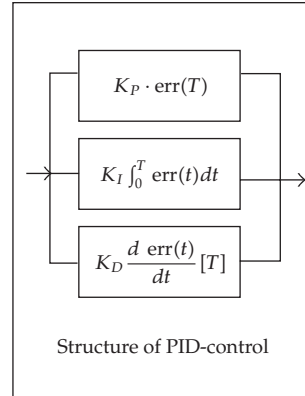 K_P · err(T)
K_I ∫_0^T err(t)dt
K_D d err(t)/dt [T]
Structure of PID-control